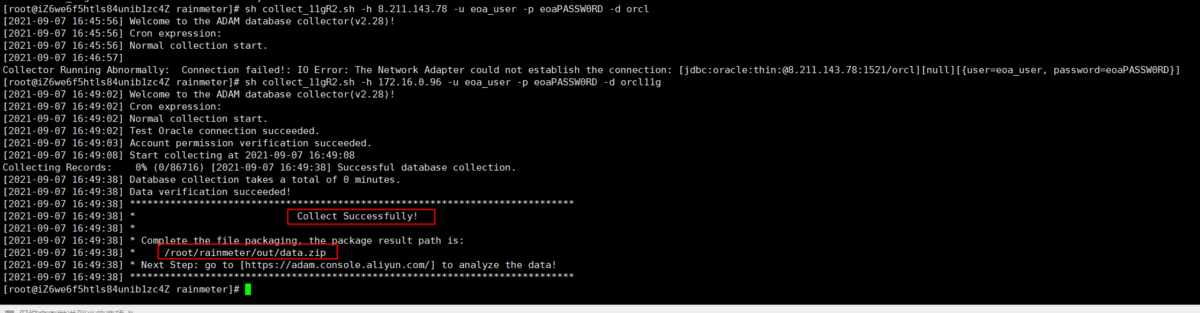 [root@iZ6we6f5htls84unib1zc4Z rainmeter]# sh collect_11gR2.sh -h 8.211.143.78 -u eoa_user -p eoaPASSW0RD -d orcl
[2021-09-07 16:45:56] Welcome to the ADAM database collector(v2.28)!
[2021-09-07 16:45:56] Cron expression:
[2021-09-07 16:45:56] Normal collection start.
[2021-09-07 16:46:57]
Collector Running Abnormally:  Connection failed!: IO Error: The Network Adapter could not establish the connection: [jdbc:oracle:thin:@8.211.143.78:1521/orcl][null][{user=eoa_user, password=eoaPASSW0RD}]
[root@iZ6we6f5htls84unib1zc4Z rainmeter]# sh collect_11gR2.sh -h 172.16.0.96 -u eoa_user -p eoaPASSW0RD -d orcl11g
[2021-09-07 16:49:02] Welcome to the ADAM database collector(v2.28)!
[2021-09-07 16:49:02] Cron expression:
[2021-09-07 16:49:02] Normal collection start.
[2021-09-07 16:49:02] Test Oracle connection succeeded.
[2021-09-07 16:49:03] Account permission verification succeeded.
[2021-09-07 16:49:08] Start collecting at 2021-09-07 16:49:08
Collecting Records:    0% (0/86716) [2021-09-07 16:49:38] Successful database collection.
[2021-09-07 16:49:38] Database collection takes a total of 0 minutes.
[2021-09-07 16:49:38] Data verification succeeded!
[2021-09-07 16:49:38] *****************************************************************************
[2021-09-07 16:49:38] *                            Collect Successfully!
[2021-09-07 16:49:38] *
[2021-09-07 16:49:38] * Complete the file packaging, the package result path is:
[2021-09-07 16:49:38] *     /root/rainmeter/out/data.zip
[2021-09-07 16:49:38] * Next Step: go to [https://adam.console.aliyun.com/] to analyze the data!
[2021-09-07 16:49:38] *****************************************************************************
[root@iZ6we6f5htls84unib1zc4Z rainmeter]#